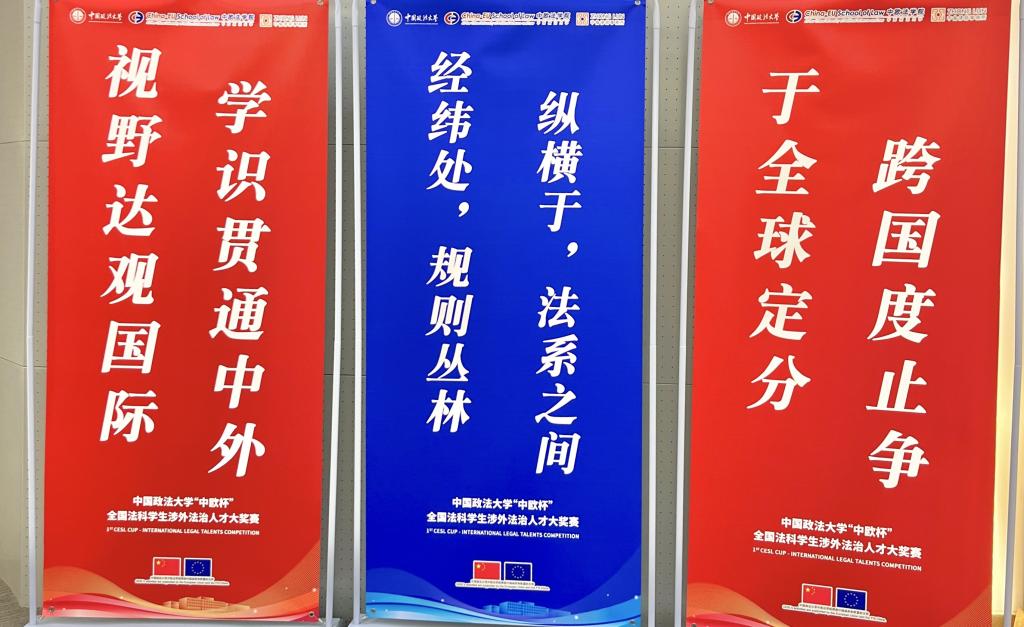 中国政法大学 China-EU School of Law 中欧法学院 ZHONG LUN
视野达观国际
学识贯通中外
中国政法大学“中欧杯”
全国法科学生涉外法治人才大奖赛
1ST CESL CUP - INTERNATIONAL LEGAL TALENTS COMPETITION
中国政法大学 China-EU School of Law 中欧法学院 ZHONG LUN
经纬处，规则丛林
纵横于，法系之间
中国政法大学“中欧杯”
全国法科学生涉外法治人才大奖赛
1ST CESL CUP - INTERNATIONAL LEGAL TALENTS COMPETITION
中国政法大学 China-EU School of Law 中欧法学院 ZHONG LUN
于全球定分
跨国度止争
中国政法大学“中欧杯”
全国法科学生涉外法治人才大奖赛
1ST CESL CUP - INTERNATIONAL LEGAL TALENTS COMPETITION